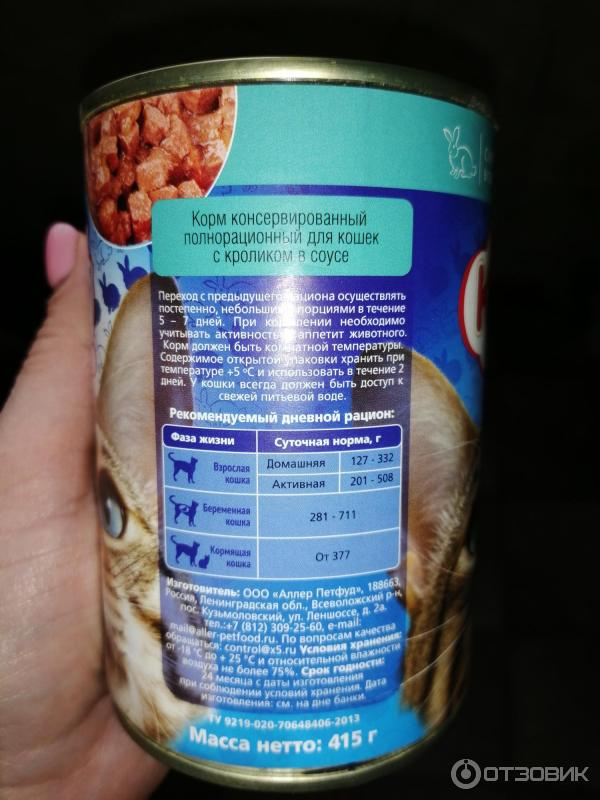 Корм консервированный
полнорационный для кошек
с кроликом в соусе
Переход с предыдущего рациона осуществлять
постепенно, небольшими порциями в течение
5 – 7 дней. При кормлении необходимо
учитывать активность и аппетит животного.
Корм должен быть комнатной температуры.
Содержимое открытой упаковки хранить при
температуре +5 ºС и использовать в течение 2
дней. У кошки всегда должен быть доступ к
свежей питьевой воде.
Рекомендуемый дневной рацион:
Фаза жизни Суточная норма, г
Взрослая кошка Домашняя 127 - 332
Активная 201 - 508
Беременная кошка 281 - 711
Кормящая кошка От 377
Изготовитель: ООО «Аллер Петфуд», 188663,
Россия, Ленинградская обл., Всеволожский р-н,
пос. Кузьмоловский, ул. Леншоссе, д. 2а.
тел.:+7 (812) 309-25-60, e-mail:
mail@aller-petfood.ru. По вопросам качества
обращаться: control@x5.ru Условия хранения:
от -18 ºС до + 25 ºС и относительной влажности
воздуха не более 75%. Срок годности:
24 месяца с даты изготовления
при соблюдении условий хранения. Дата
изготовления: см. на дне банки.
ТУ 9219-020-70648406-2013
Масса нетто: 415 г
ОТЗОВИК